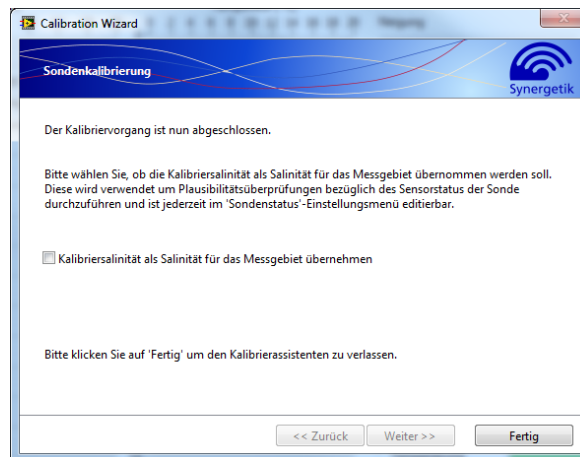 Calibration Wizard
Sondenkalibrierung
Synergetik
Der Kalibriervorgang ist nun abgeschlossen.
Bitte wählen Sie, ob die Kalibriersalinität als Salinität für das Messgebiet übernommen werden soll.
Diese wird verwendet um Plausibilitätsüberprüfungen bezüglich des Sensorstatus der Sonde
durchzuführen und ist jederzeit im 'Sondenstatus'-Einstellungsmenü editierbar.
Kalibriersalinität als Salinität für das Messgebiet übernehmen
Bitte klicken Sie auf 'Fertig' um den Kalibrierassistenten zu verlassen.
<< Zurück Weiter >> Fertig